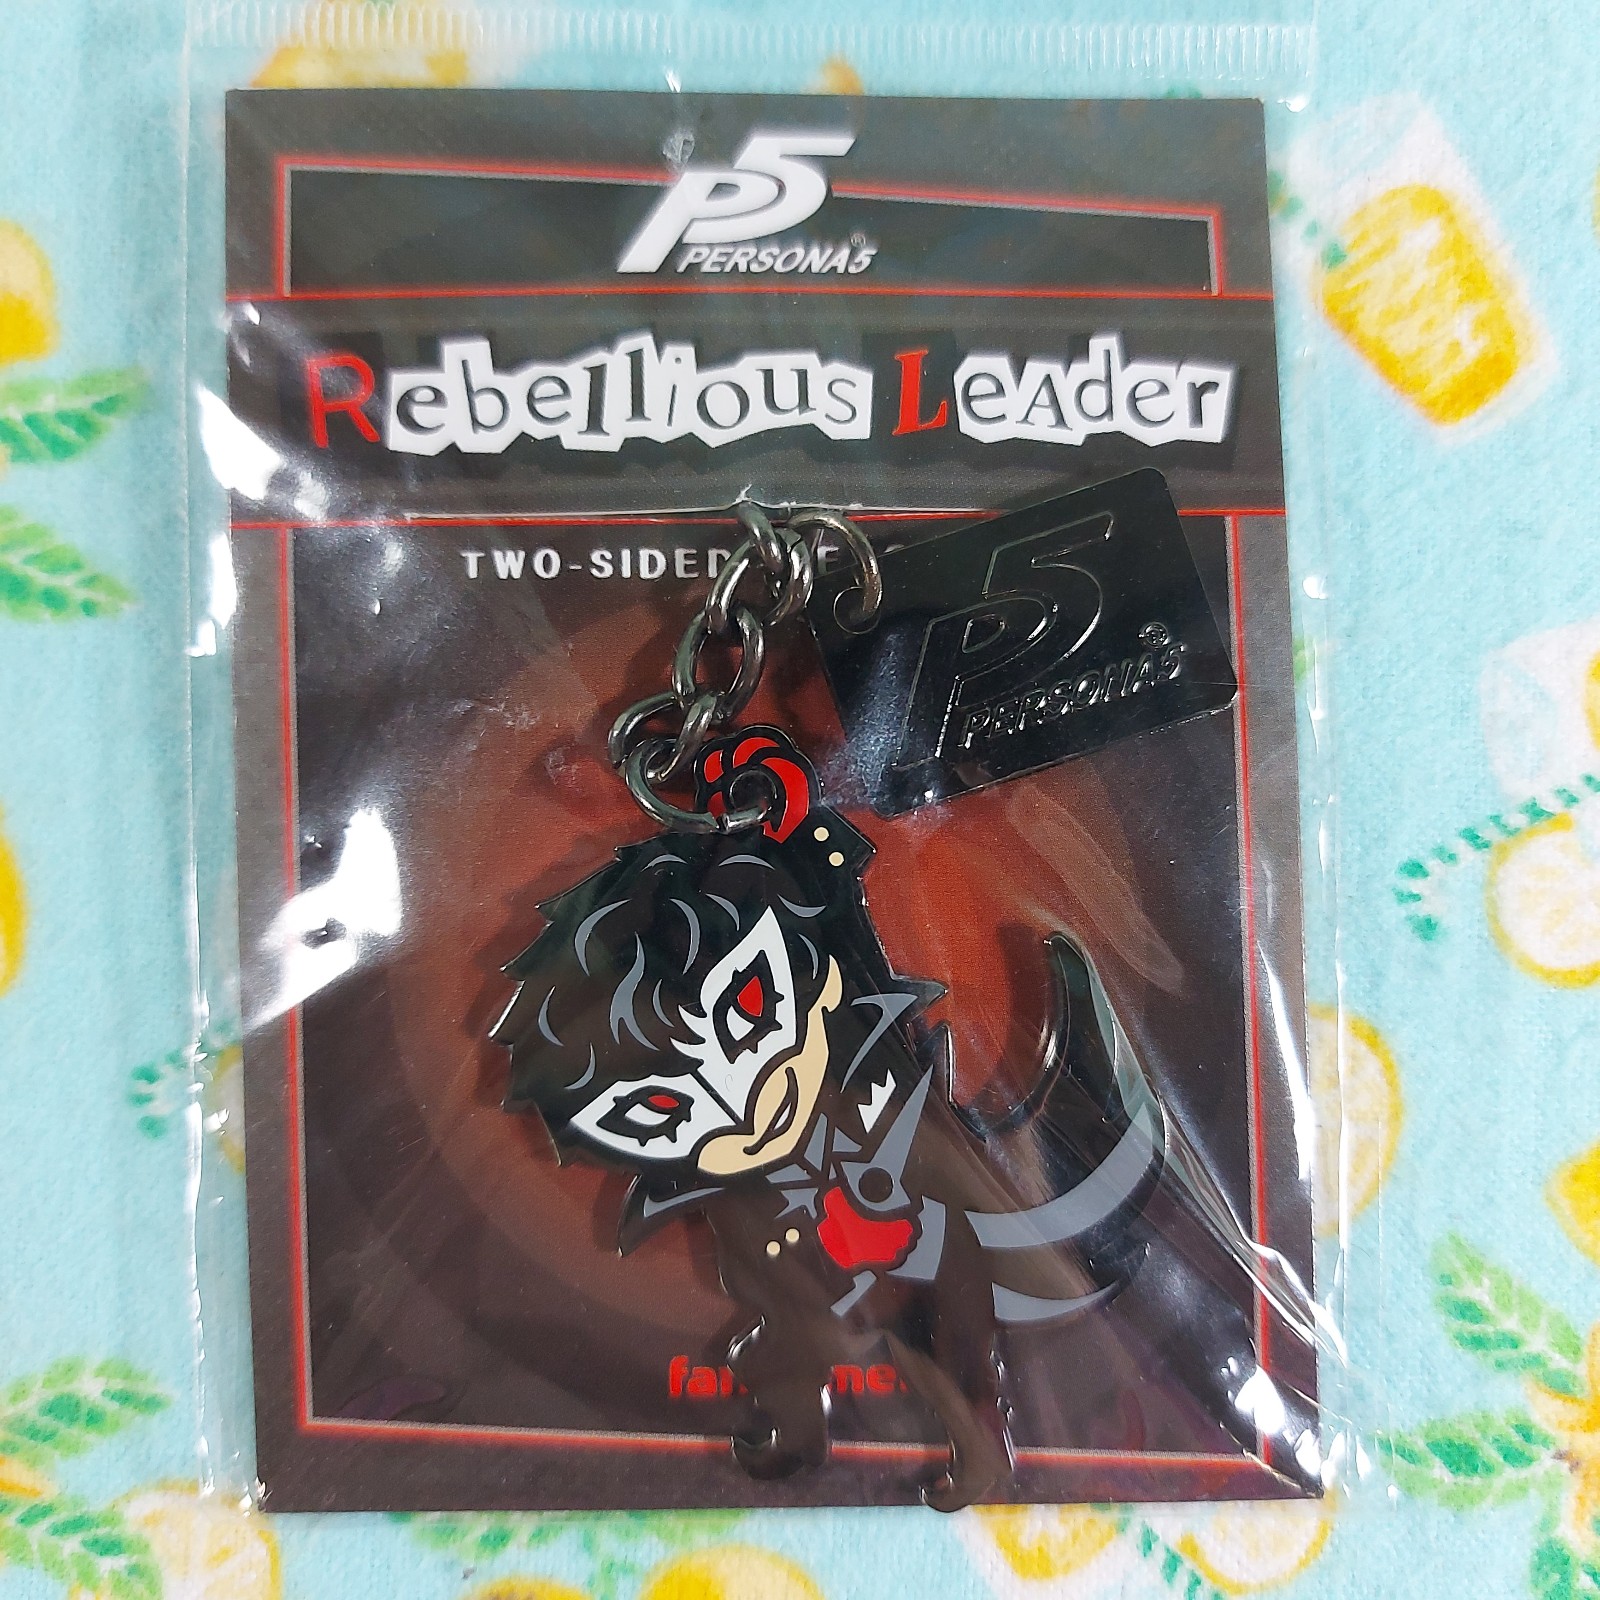 P5
PERSONA5®
Rebellious Leader
TWO-SIDED
P5
PERSONA5®